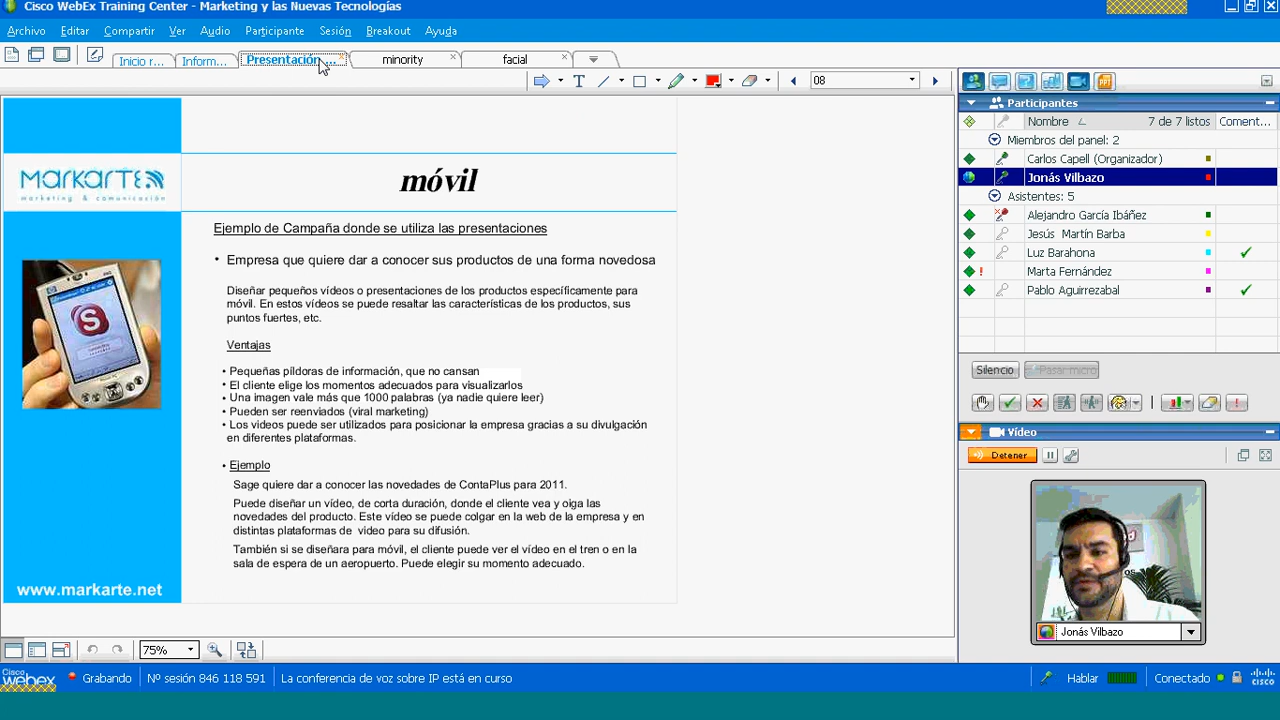 Cisco WebEx Training Center - Marketing y las Nuevas Tecnologías
Archivo Editar Compartir Ver Audio Participante Sesión Breakout Ayuda
Inicio r... Inform... Presentación ... minority facial
T 08
Participantes
Nombre 7 de 7 listos Coment...
Miembros del panel: 2
Carlos Capell (Organizador)
Jonás Vilbazo
Asistentes: 5
Alejandro García Ibáñez
Jesús Martín Barba
Luz Barahona
Marta Fernández
Pablo Aguirrezabal
Silencio Pasar micro
Vídeo
Detener
Jonás Vilbazo
markarte
marketing & comunicación
móvil
Ejemplo de Campaña donde se utiliza las presentaciones
• Empresa que quiere dar a conocer sus productos de una forma novedosa
Diseñar pequeños vídeos o presentaciones de los productos específicamente para
móvil. En estos vídeos se puede resaltar las características de los productos, sus
puntos fuertes, etc.
Ventajas
• Pequeñas píldoras de información, que no cansan
• El cliente elige los momentos adecuados para visualizarlos
• Una imagen vale más que 1000 palabras (ya nadie quiere leer)
• Pueden ser reenviados (viral marketing)
• Los videos puede ser utilizados para posicionar la empresa gracias a su divulgación
en diferentes plataformas.
• Ejemplo
Sage quiere dar a conocer las novedades de ContaPlus para 2011.
Puede diseñar un vídeo, de corta duración, donde el cliente vea y oiga las
novedades del producto. Este vídeo se puede colgar en la web de la empresa y en
distintas plataformas de video para su difusión.
También si se diseñara para móvil, el cliente puede ver el vídeo en el tren o en la
sala de espera de un aeropuerto. Puede elegir su momento adecuado.
www.markarte.net
75%
Cisco webex Grabando Nº sesión 846 118 591 La conferencia de voz sobre IP está en curso Hablar Conectado cisco